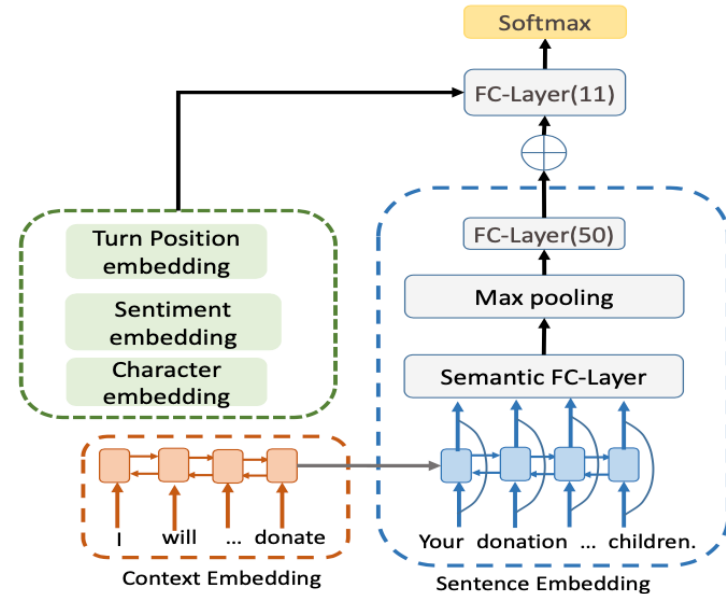 Softmax
FC-Layer(11)
FC-Layer(50)
Turn Position
embedding
Max pooling
Sentiment
embedding
Character
embedding
Semantic FC-Layer
I will ... donate
Your donation ... children.
Context Embedding
Sentence Embedding